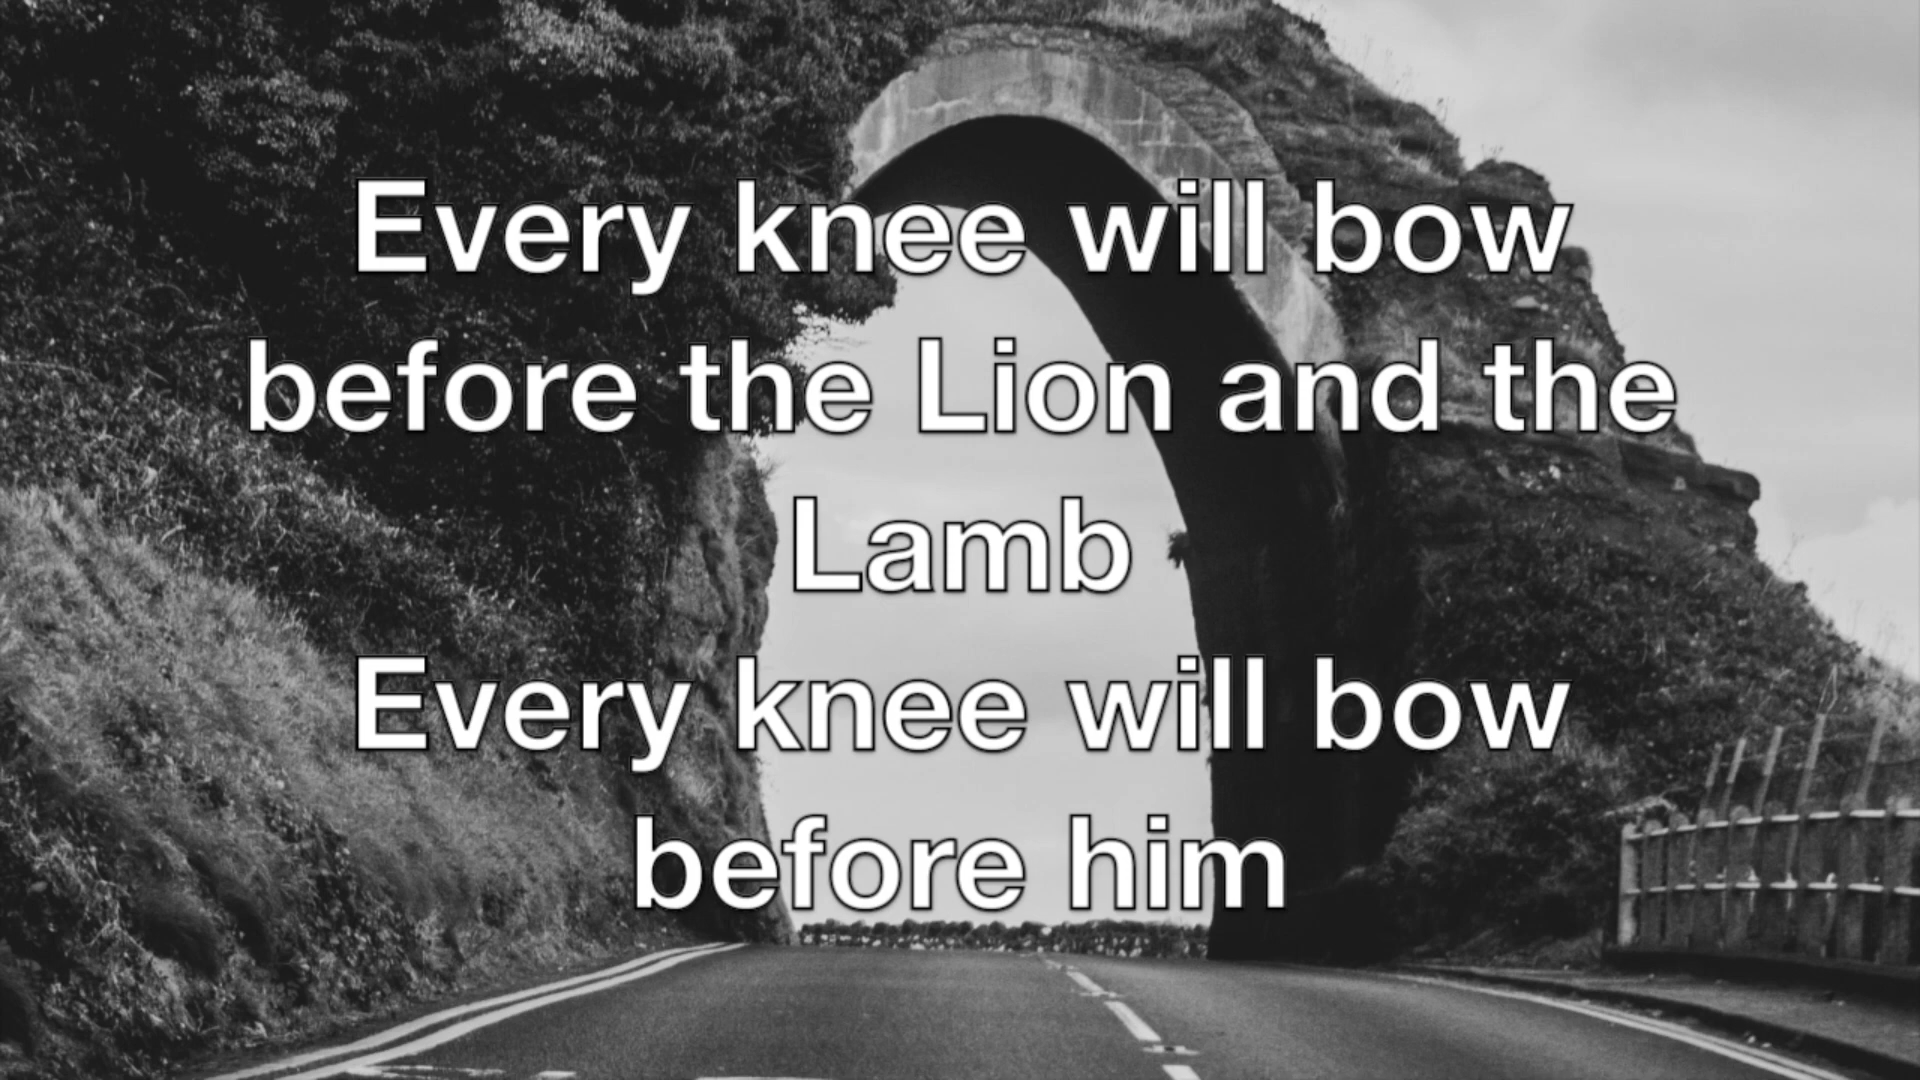 Every knee will bow
before the Lion and the
Lamb
Every knee will bow
before him